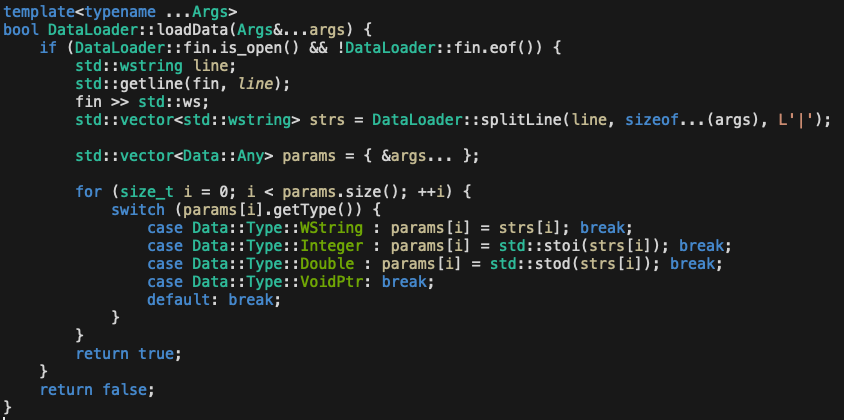 template<typename ...Args>
bool DataLoader::loadData(Args&...args) {
    if (DataLoader::fin.is_open() && !DataLoader::fin.eof()) {
        std::wstring line;
        std::getline(fin, line);
        fin >> std::ws;
        std::vector<std::wstring> strs = DataLoader::splitLine(line, sizeof...(args), L'|');

        std::vector<Data::Any> params = { &args... };

        for (size_t i = 0; i < params.size(); ++i) {
            switch (params[i].getType()) {
                case Data::Type::WString : params[i] = strs[i]; break;
                case Data::Type::Integer : params[i] = std::stoi(strs[i]); break;
                case Data::Type::Double : params[i] = std::stod(strs[i]); break;
                case Data::Type::VoidPtr: break;
                default: break;
            }
        }
        return true;
    }
    return false;
}